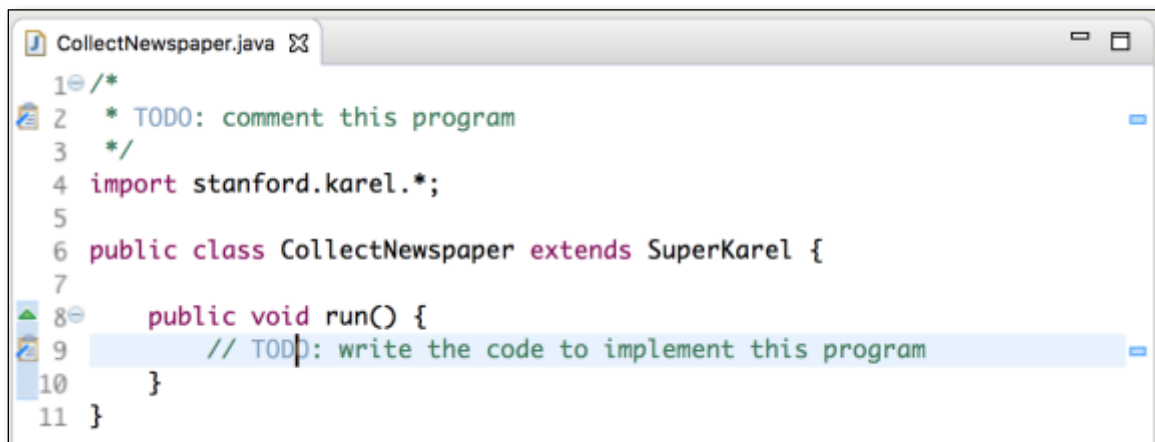 CollectNewspaper.java
1 /*
2  * TODO: comment this program
3  */
4 import stanford.karel.*;
5
6 public class CollectNewspaper extends SuperKarel {
7
8     public void run() {
9         // TODO: write the code to implement this program
10     }
11 }